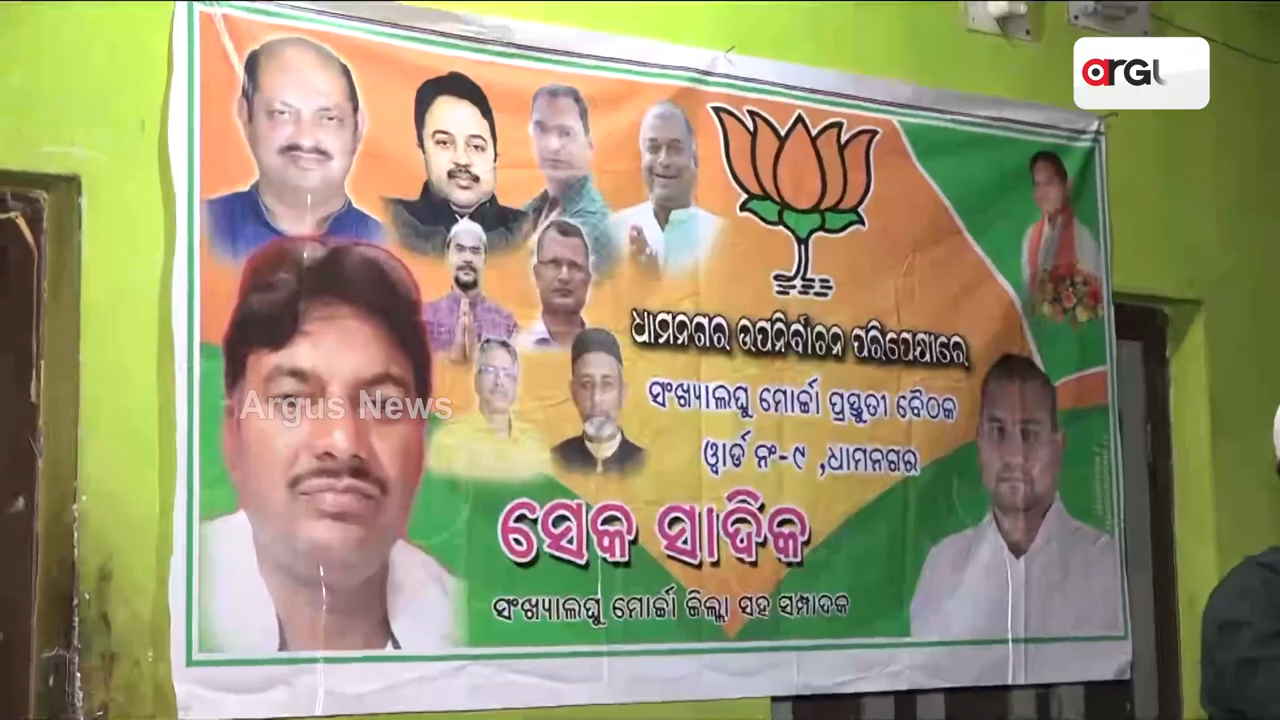 ARGU
ଧାମନଗର ଉପନିର୍ବାଚନ ପରିପେକ୍ଷୀରେ
ସଂଖ୍ୟାଲଘୁ ମୋର୍ଚ୍ଚା ପ୍ରସ୍ତୁତୀ ବୈଠକ
ୱାର୍ଡ ନଂ-୯ ,ଧାମନଗର
Argus News
ସେକ ସାଦିକ
ସଂଖ୍ୟାଲଘୁ ମୋର୍ଚ୍ଚା ଜିଲ୍ଲା ସହ ସମ୍ପାଦକ